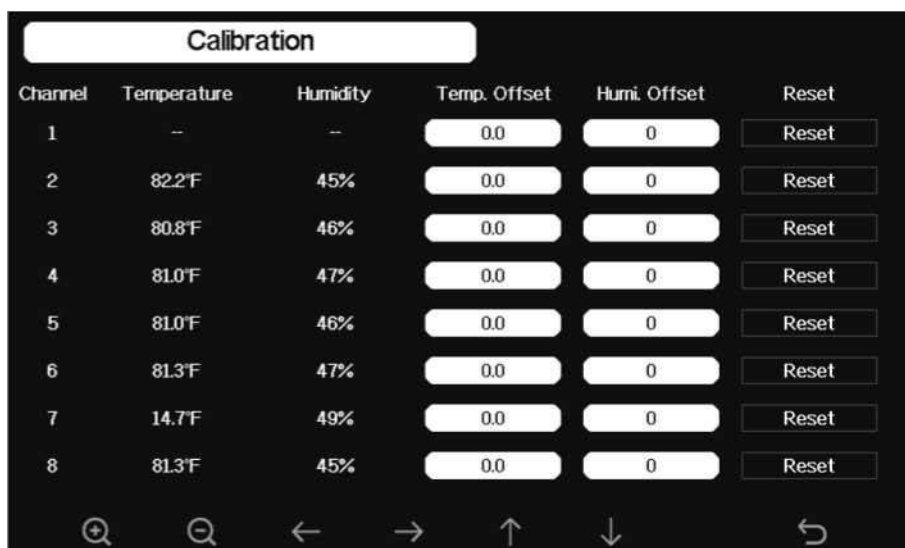 Calibration
Channel Temperature Humidity Temp. Offset Humi. Offset Reset
1 -- -- 0.0 0 Reset
2 82.2°F 45% 0.0 0 Reset
3 80.8°F 46% 0.0 0 Reset
4 81.0°F 47% 0.0 0 Reset
5 81.0°F 46% 0.0 0 Reset
6 81.3°F 47% 0.0 0 Reset
7 14.7°F 49% 0.0 0 Reset
8 81.3°F 45% 0.0 0 Reset